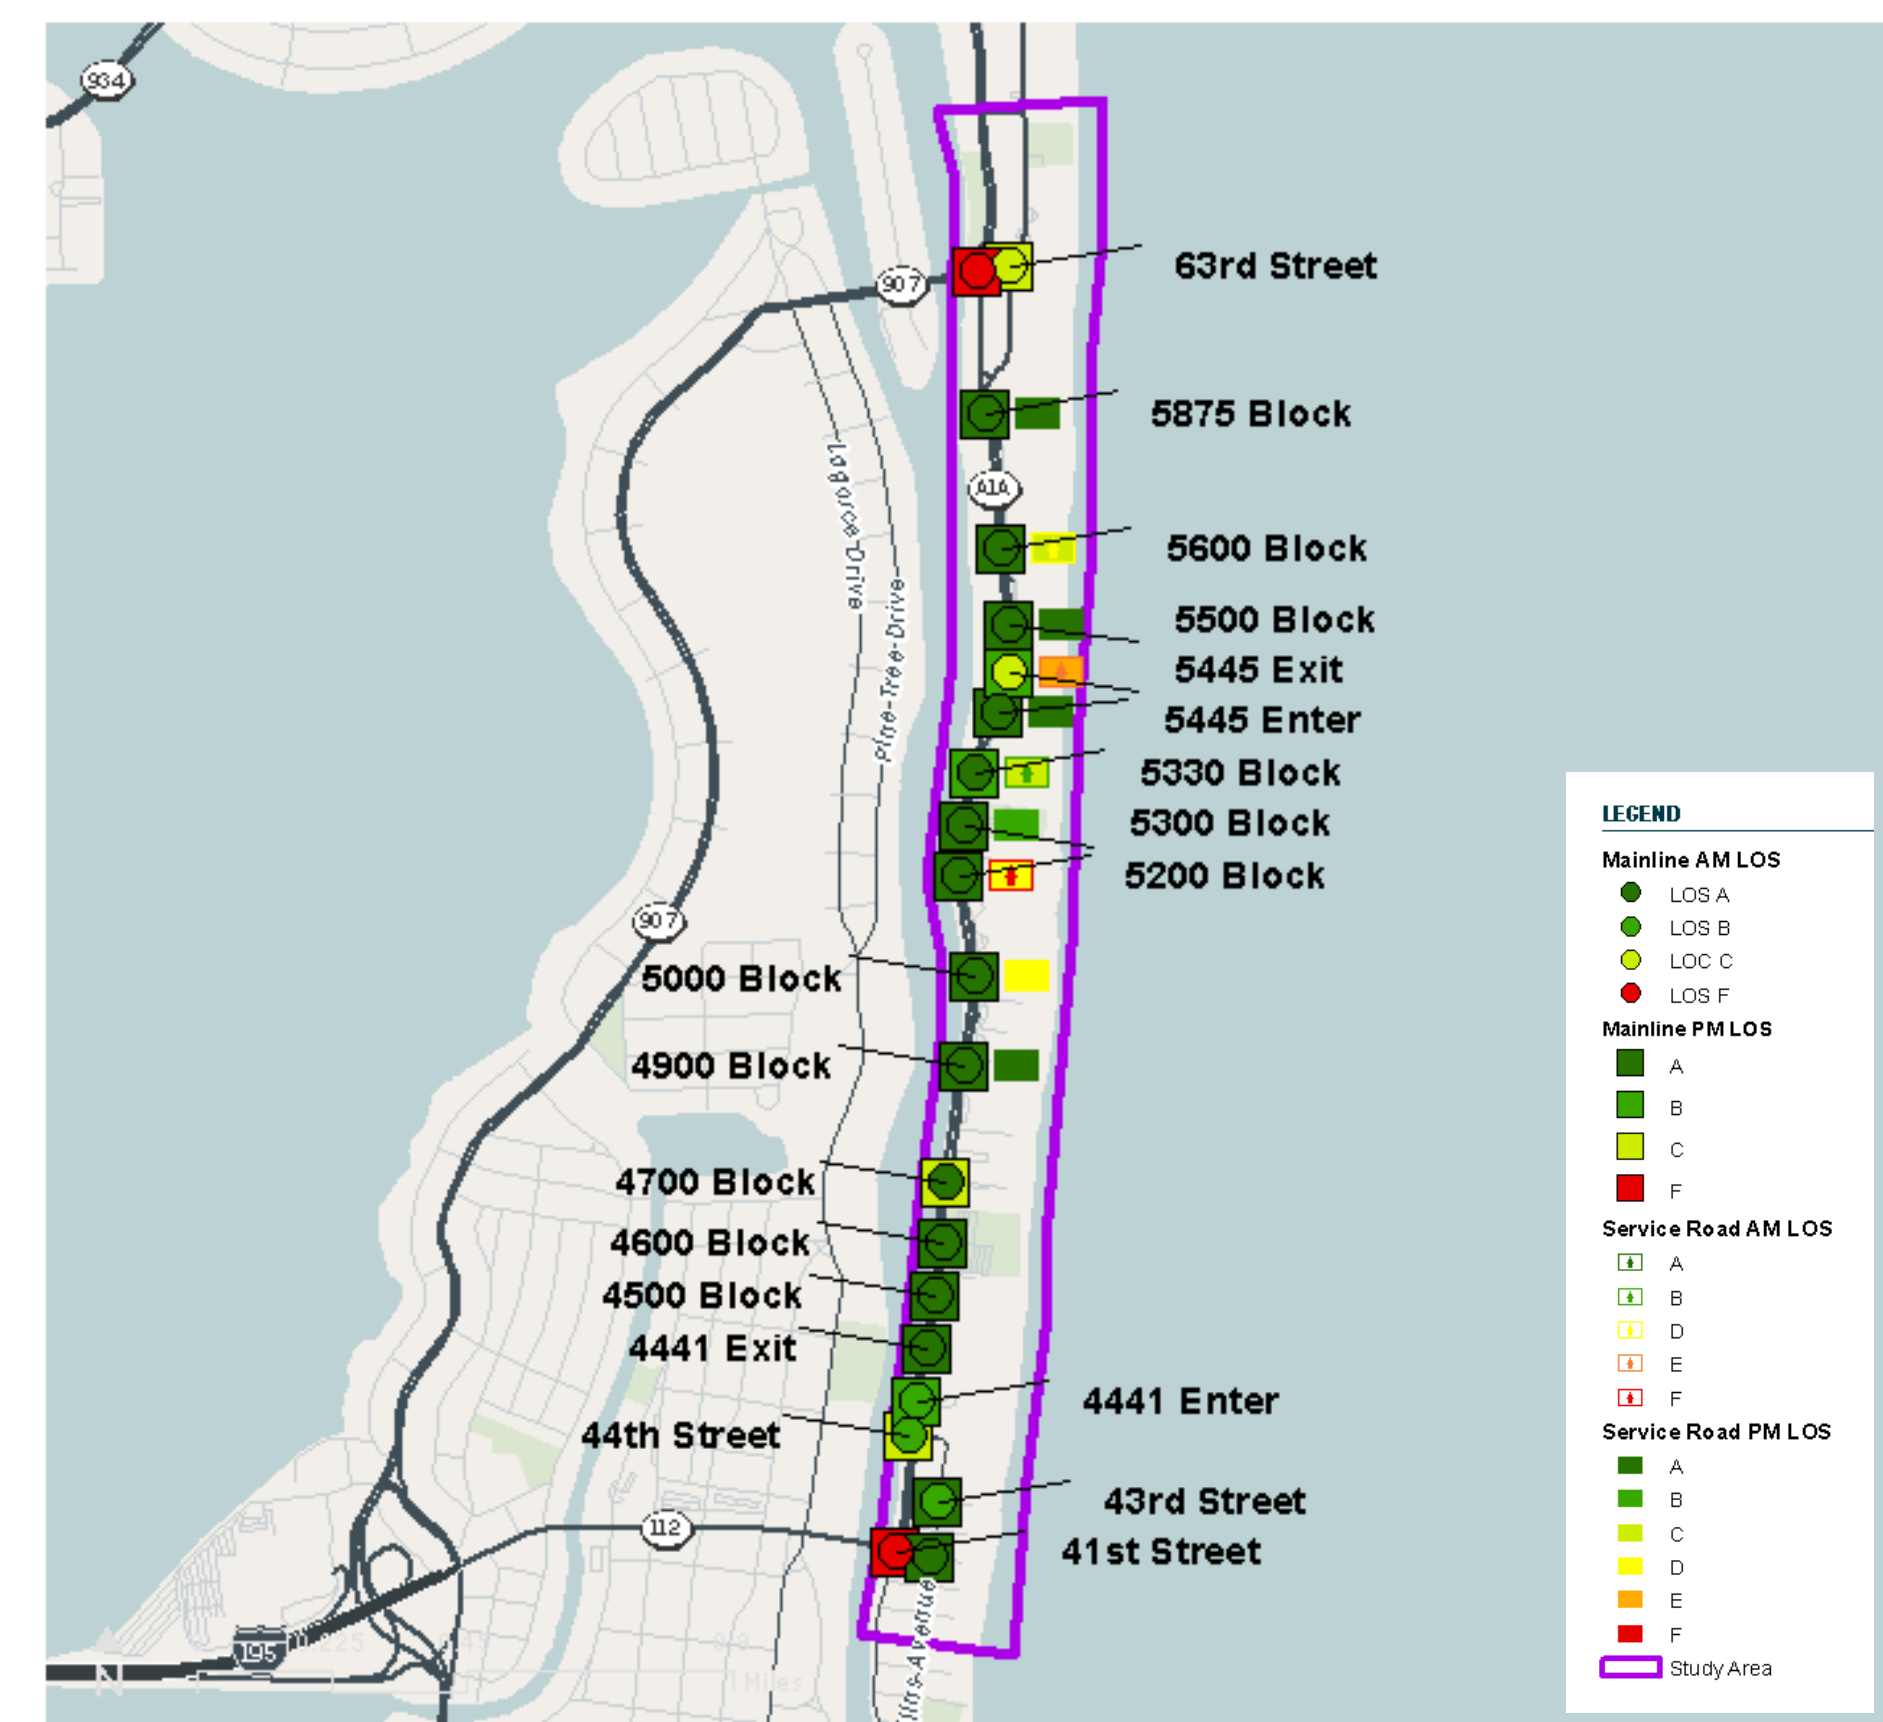 934
63rd Street
907
5875 Block
A1A
Lagorce-Drive
5600 Block
Pine-Tree-Drive
5500 Block
5445 Exit
5445 Enter
5330 Block
5300 Block
5200 Block
907
5000 Block
4900 Block
4700 Block
4600 Block
4500 Block
4441 Exit
4441 Enter
44th Street
43rd Street
112
41st Street
195
N
Miles
LEGEND
Mainline AM LOS
LOS A
LOS B
LOC C
LOS F
Mainline PM LOS
A
B
C
F
Service Road AM LOS
A
B
D
E
F
Service Road PM LOS
A
B
C
D
E
F
Study Area